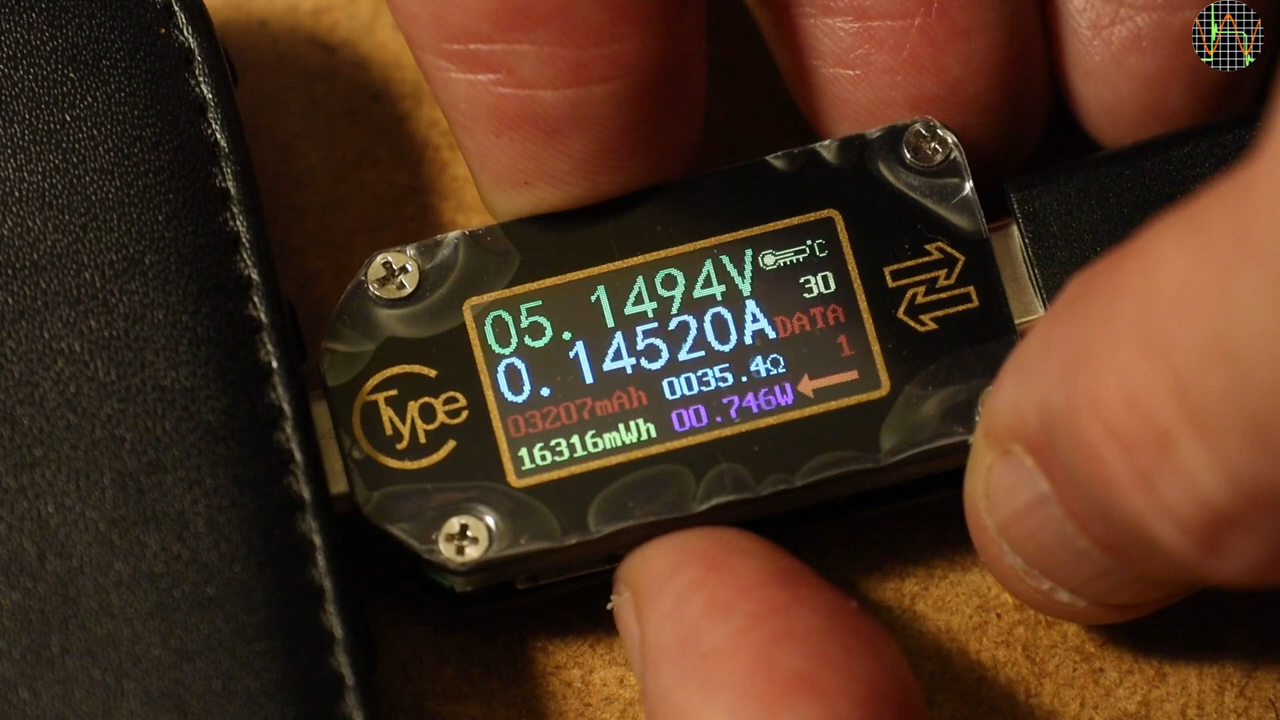 Type C
05.1494V
°C
30
0.14520A
DATA
1
03207mAh
0035.4Ω
16316mWh
00.746W